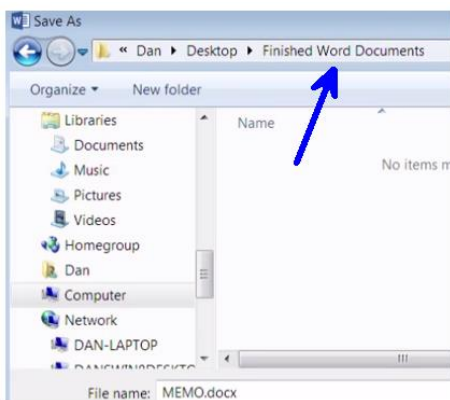 Save As
« Dan ▸ Desktop ▸ Finished Word Documents
Organize ▾ New folder
Libraries
Name
Documents
No items m
Music
Pictures
Videos
Homegroup
Dan
Computer
Network
DAN-LAPTOP
File name: MEMO.docx